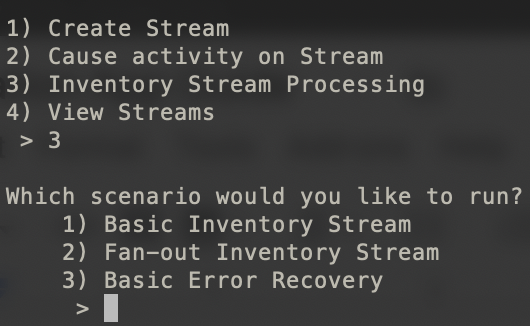 1) Create Stream
2) Cause activity on Stream
3) Inventory Stream Processing
4) View Streams
 > 3

Which scenario would you like to run?
    1) Basic Inventory Stream
    2) Fan-out Inventory Stream
    3) Basic Error Recovery
     >